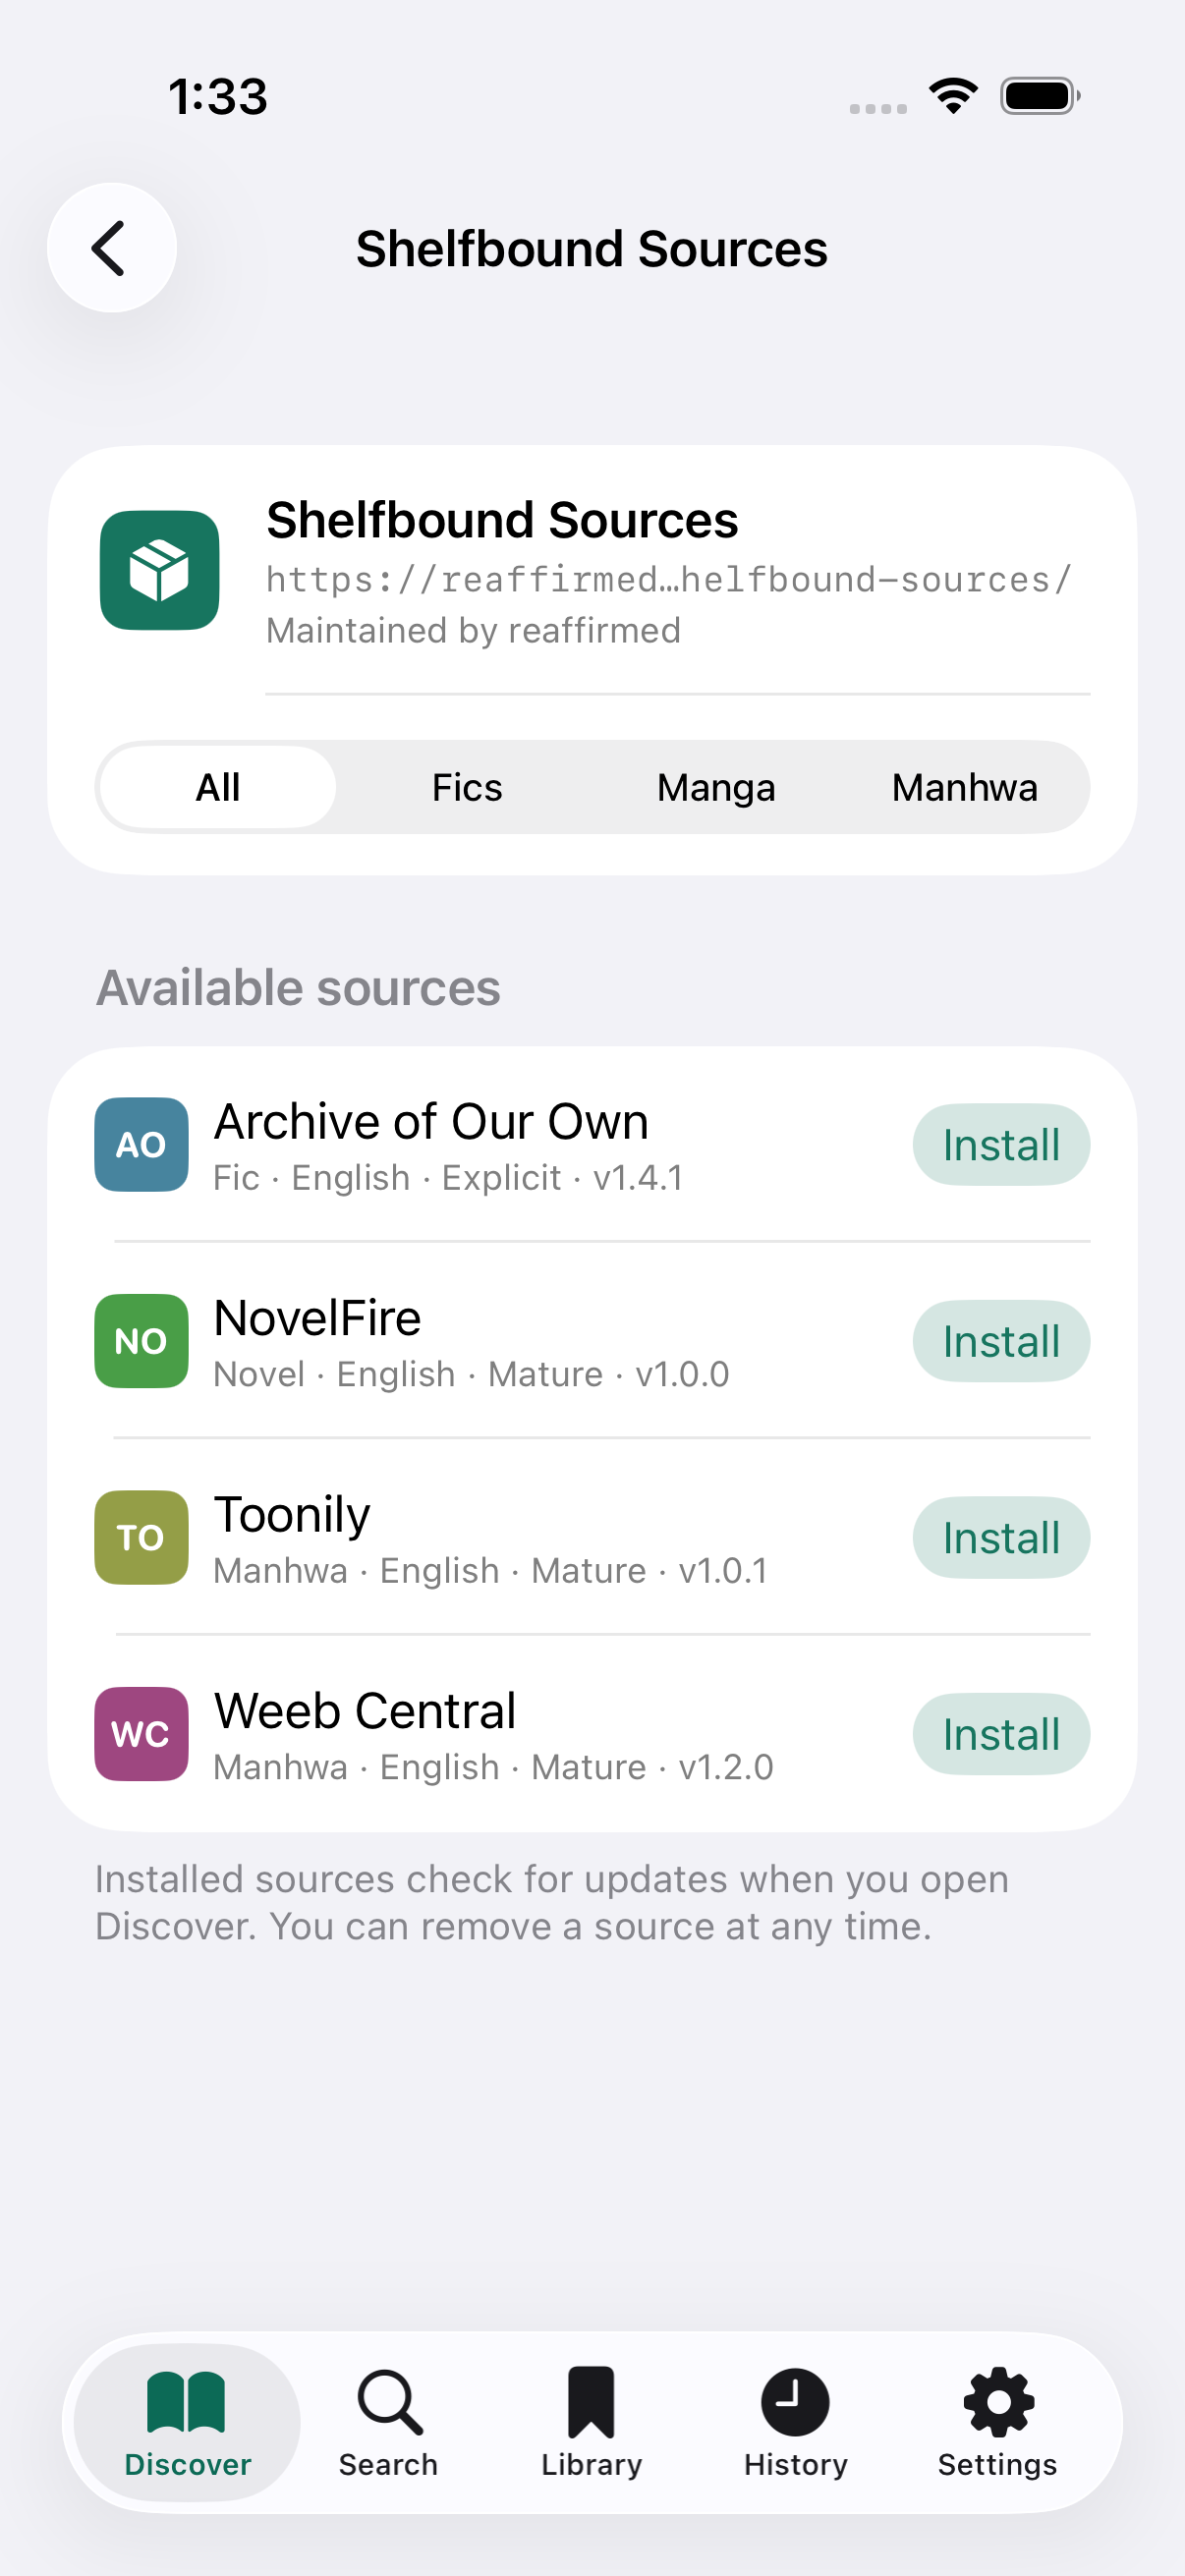 1:33
Shelfbound Sources
Shelfbound Sources
https://reaffirmed…helfbound-sources/
Maintained by reaffirmed
All
Fics
Manga
Manhwa
Available sources
AO
Archive of Our Own
Fic · English · Explicit · v1.4.1
Install
NO
NovelFire
Novel · English · Mature · v1.0.0
Install
TO
Toonily
Manhwa · English · Mature · v1.0.1
Install
WC
Weeb Central
Manhwa · English · Mature · v1.2.0
Install
Installed sources check for updates when you open
Discover. You can remove a source at any time.
Discover
Search
Library
History
Settings